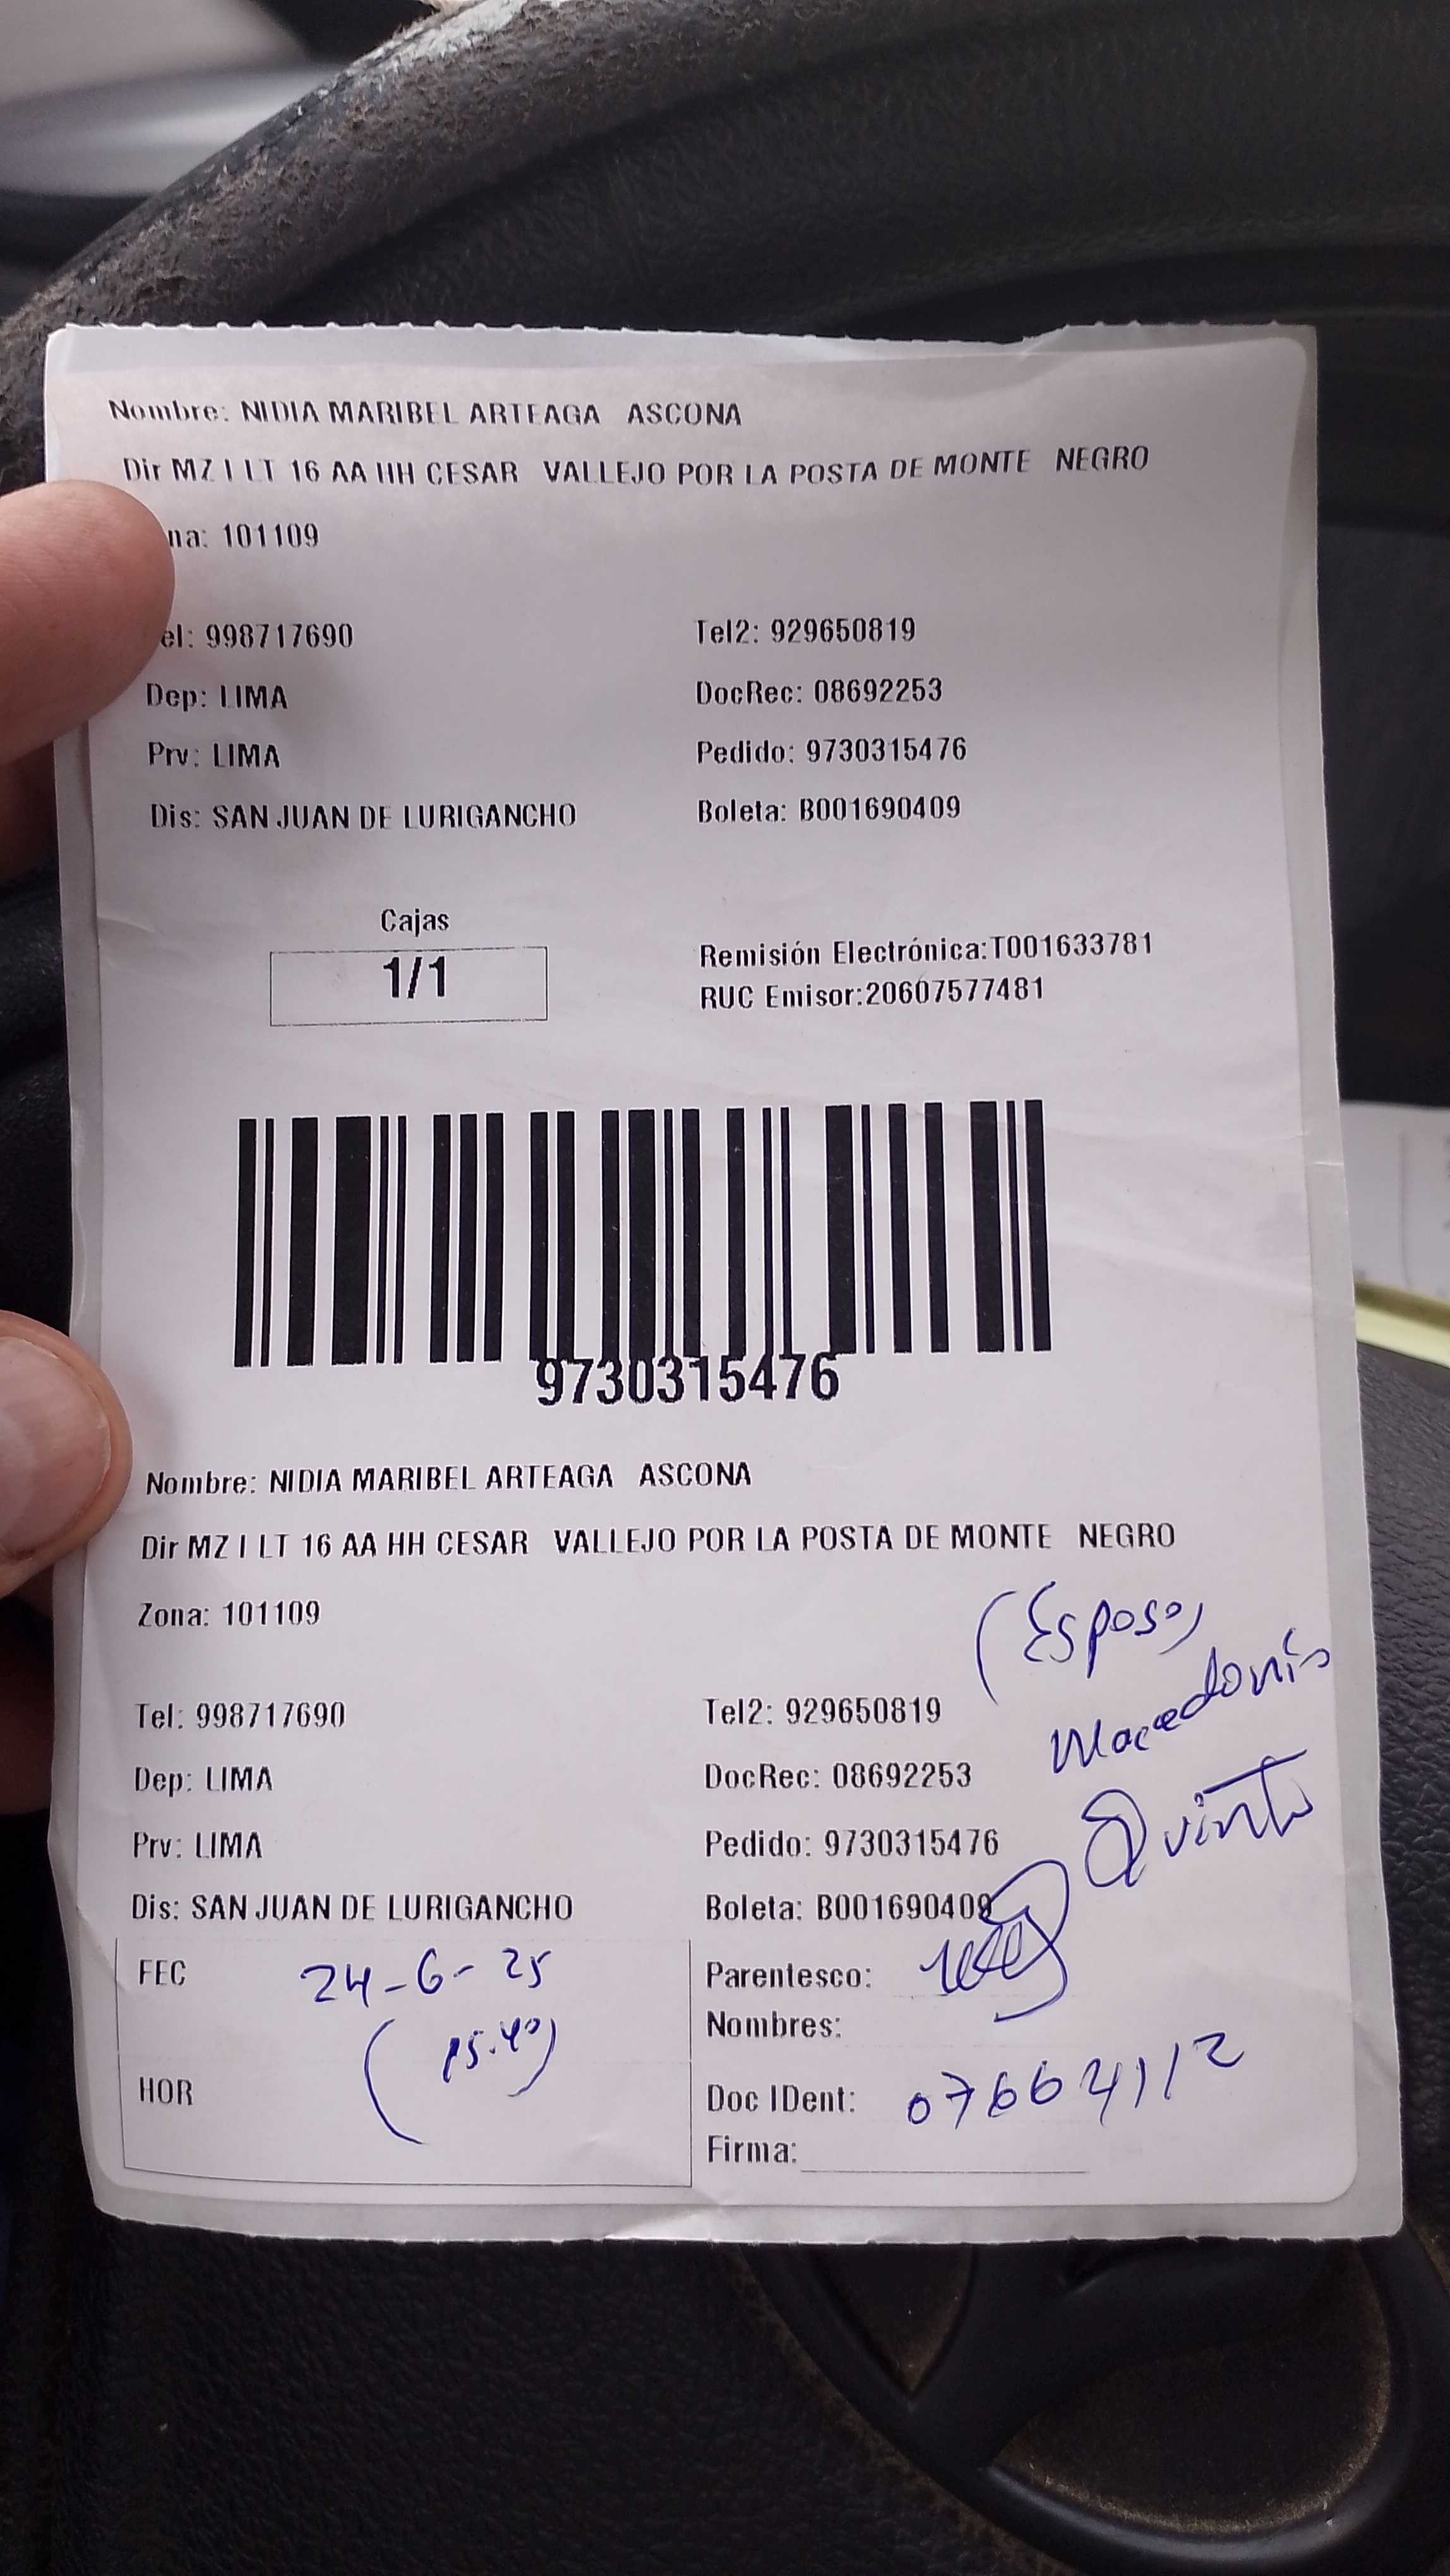 Nombre: NIDIA MARIBEL ARTEAGA ASCONA
Dir MZ I LT 16 AA HH CESAR VALLEJO POR LA POSTA DE MONTE NEGRO
na: 101109
el: 998717690 Tel2: 929650819
Dep: LIMA DocRec: 08692253
Prv: LIMA Pedido: 9730315476
Dis: SAN JUAN DE LURIGANCHO Boleta: B001690409
Cajas
1/1
Remisión Electrónica:T001633781
RUC Emisor:20607577481
9730315476
Nombre: NIDIA MARIBEL ARTEAGA ASCONA
Dir MZ I LT 16 AA HH CESAR VALLEJO POR LA POSTA DE MONTE NEGRO
Zona: 101109
(Esposo)
Macedonio
Quinto
Tel: 998717690 Tel2: 929650819
Dep: LIMA DocRec: 08692253
Prv: LIMA Pedido: 9730315476
Dis: SAN JUAN DE LURIGANCHO Boleta: B001690409
FEC 24-6-25 Parentesco:
(15:40) Nombres:
HOR Doc IDent: 07664112
Firma: